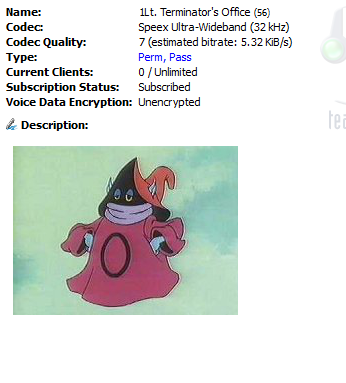 Name: 1Lt. Terminator's Office (56)
Codec: Speex Ultra-Wideband (32 kHz)
Codec Quality: 7 (estimated bitrate: 5.32 KiB/s)
Type: Perm, Pass
Current Clients: 0 / Unlimited
Subscription Status: Subscribed
Voice Data Encryption: Unencrypted
Description:
O
tea